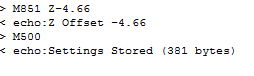 > M851 Z-4.66
< echo:Z Offset -4.66
> M500
< echo:Settings Stored (381 bytes)